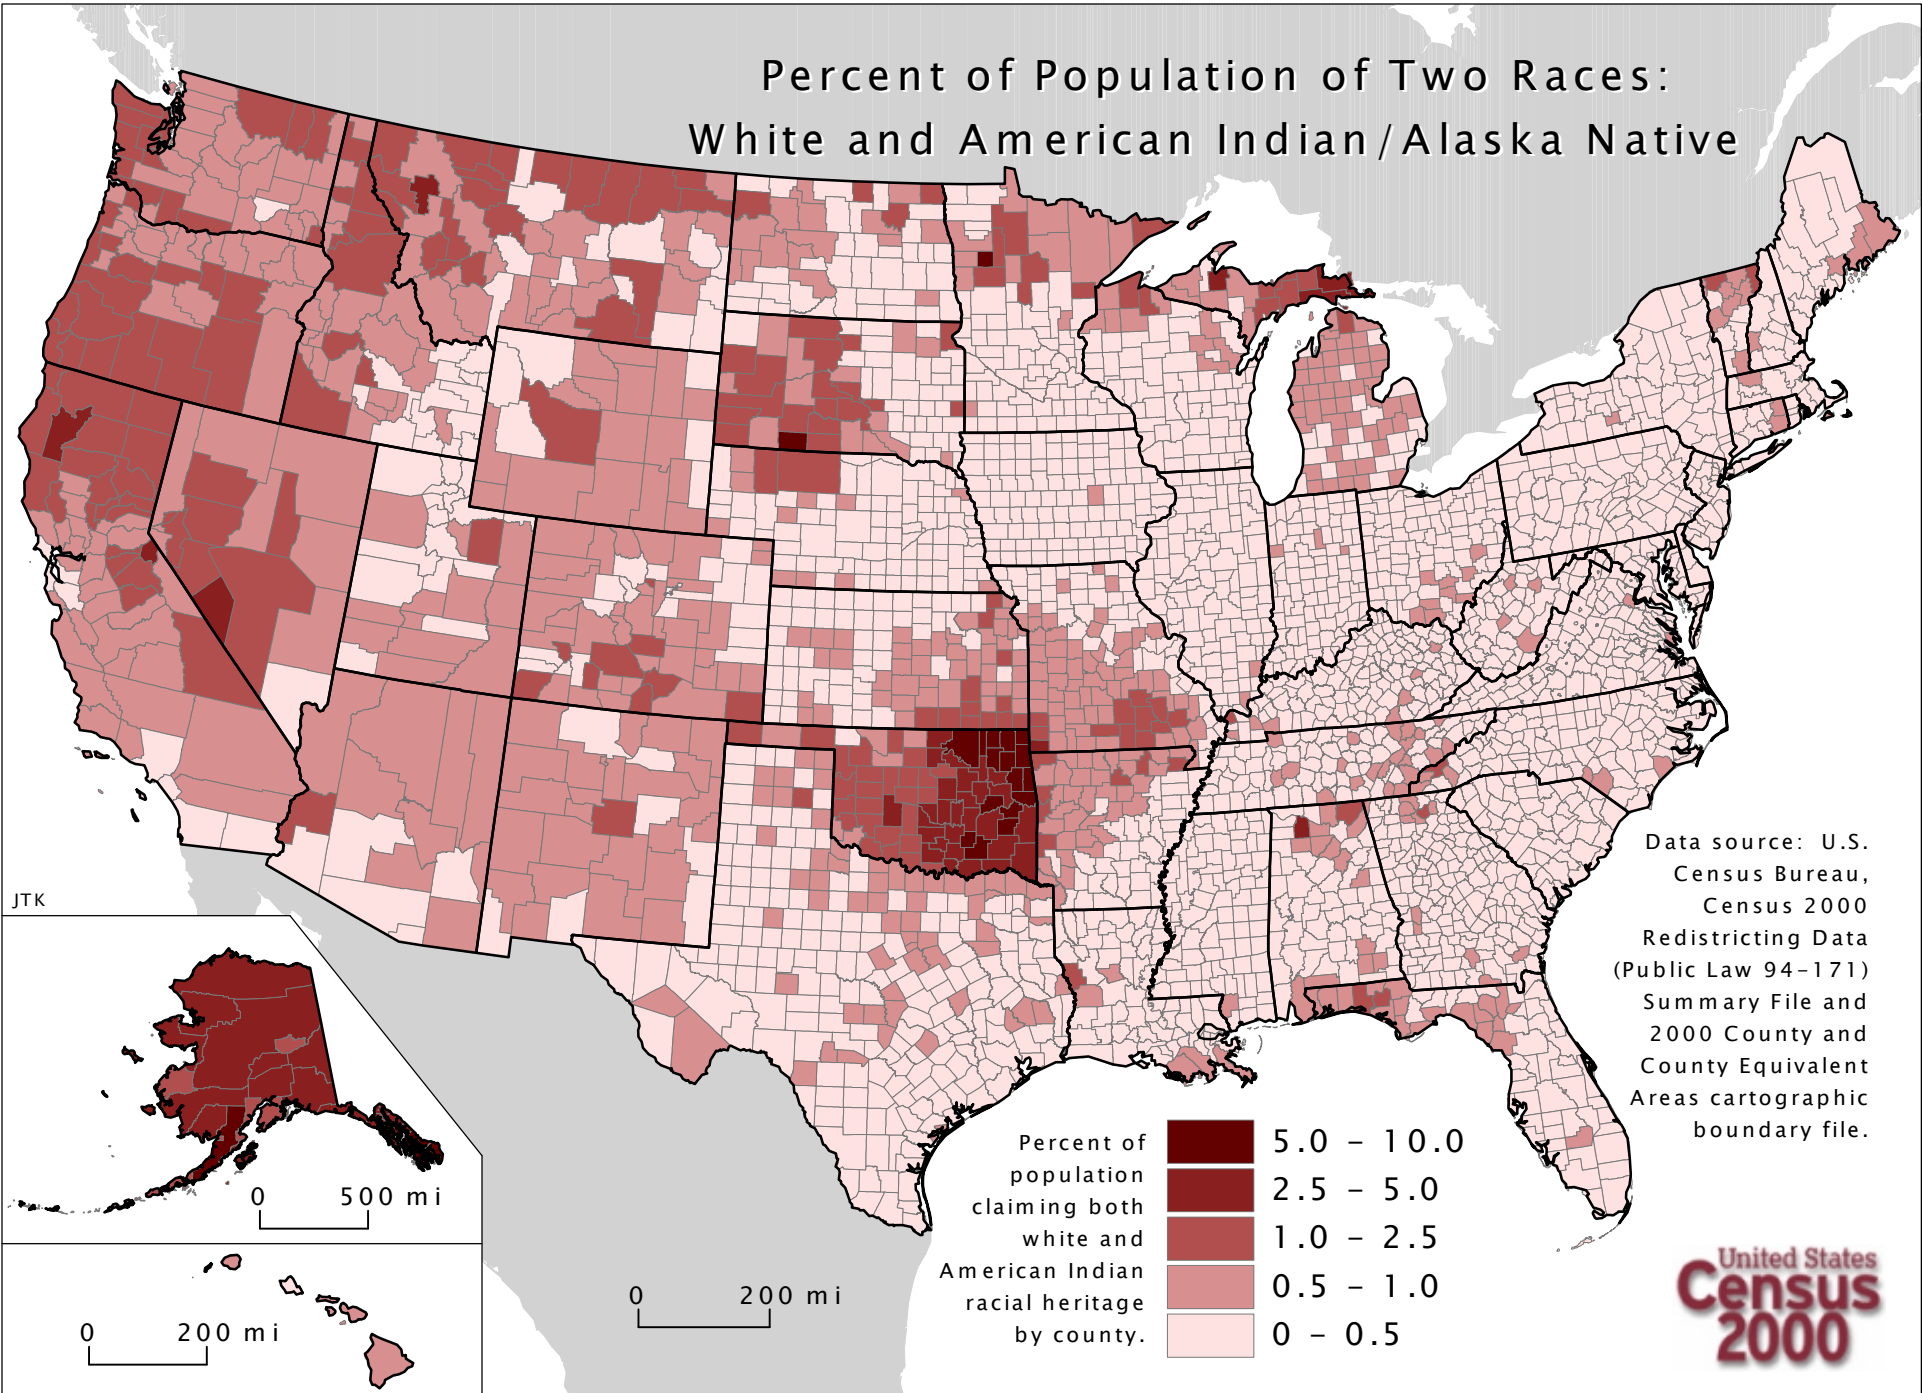 Percent of Population of Two Races:
White and American Indian/Alaska Native
JTK
Data source: U.S.
Census Bureau,
Census 2000
Redistricting Data
(Public Law 94-171)
Summary File and
2000 County and
County Equivalent
Areas cartographic
boundary file.
0 500 mi
0 200 mi
0 200 mi
Percent of
population
claiming both
white and
American Indian
racial heritage
by county.
5.0 - 10.0
2.5 - 5.0
1.0 - 2.5
0.5 - 1.0
0 - 0.5
United States
Census
2000